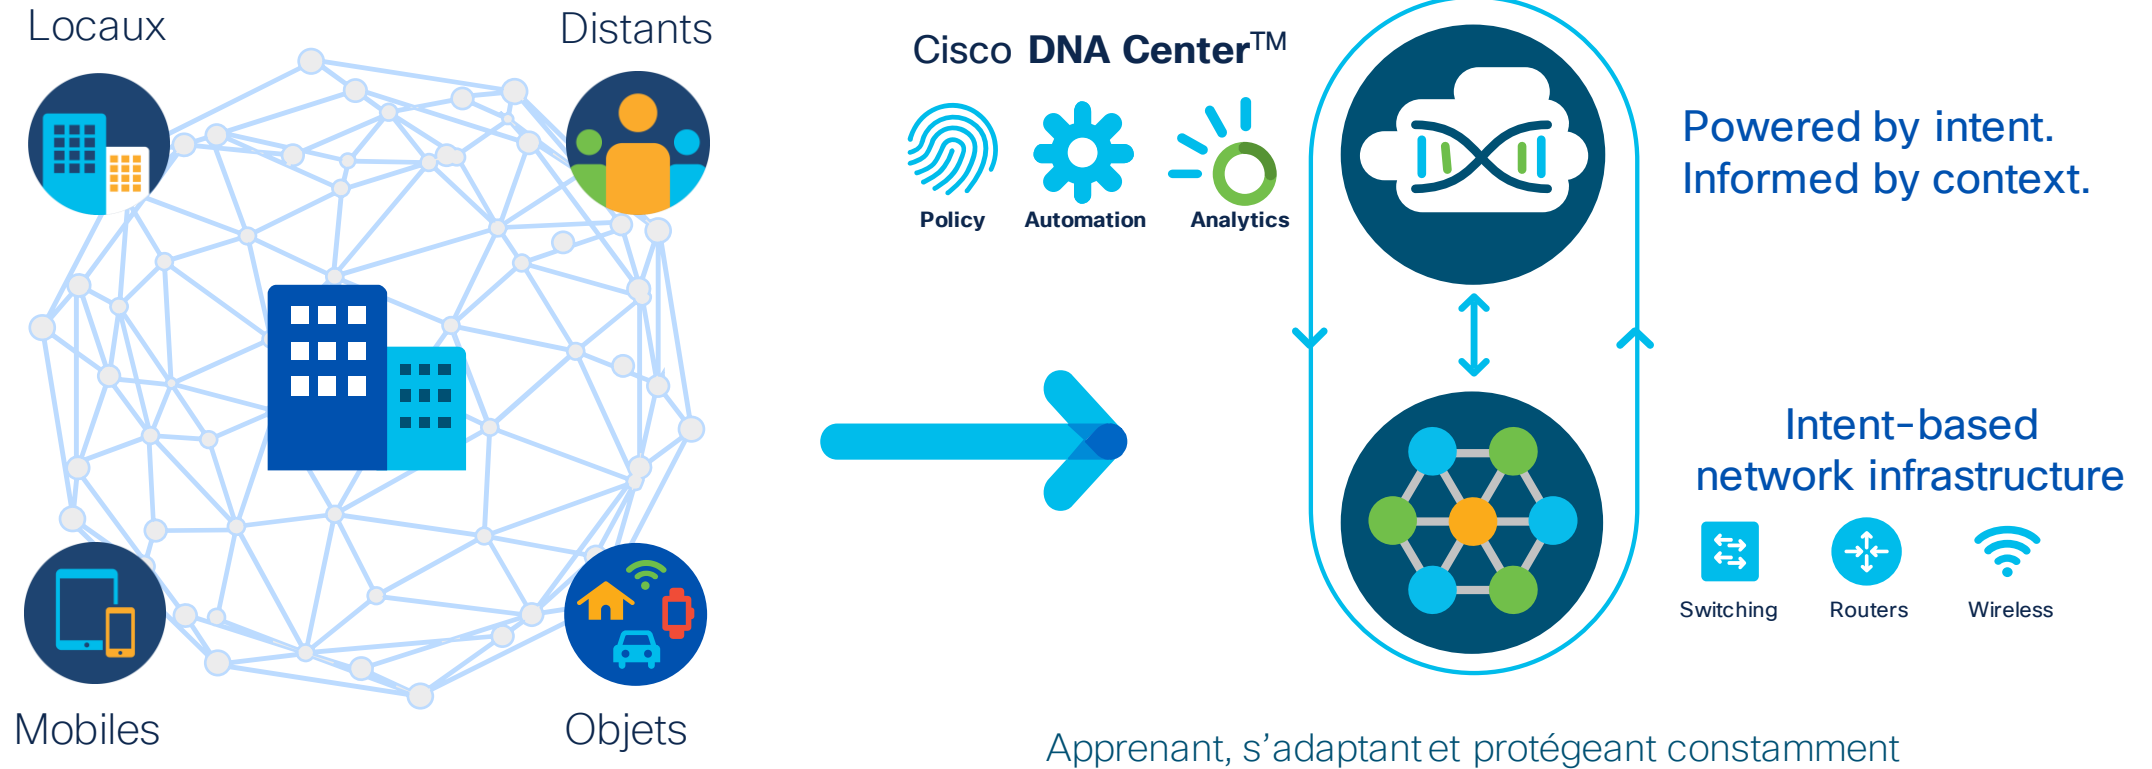 Locaux
Distants
Mobiles
Objets
Cisco DNA Center™
Policy
Automation
Analytics
Powered by intent.
Informed by context.
Intent-based
network infrastructure
Switching
Routers
Wireless
Apprenant, s'adaptant et protégeant constamment